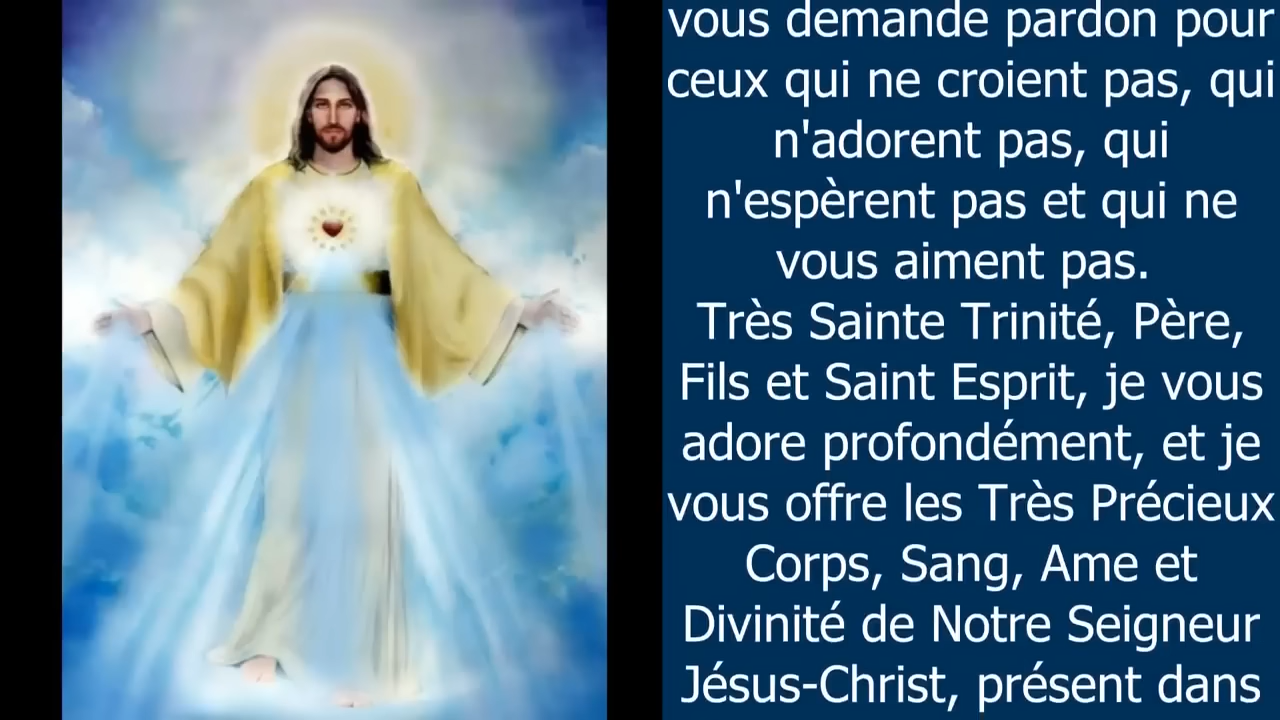 vous demande pardon pour
ceux qui ne croient pas, qui
n'adorent pas, qui
n'espèrent pas et qui ne
vous aiment pas.
Très Sainte Trinité, Père,
Fils et Saint Esprit, je vous
adore profondément, et je
vous offre les Très Précieux
Corps, Sang, Ame et
Divinité de Notre Seigneur
Jésus-Christ, présent dans